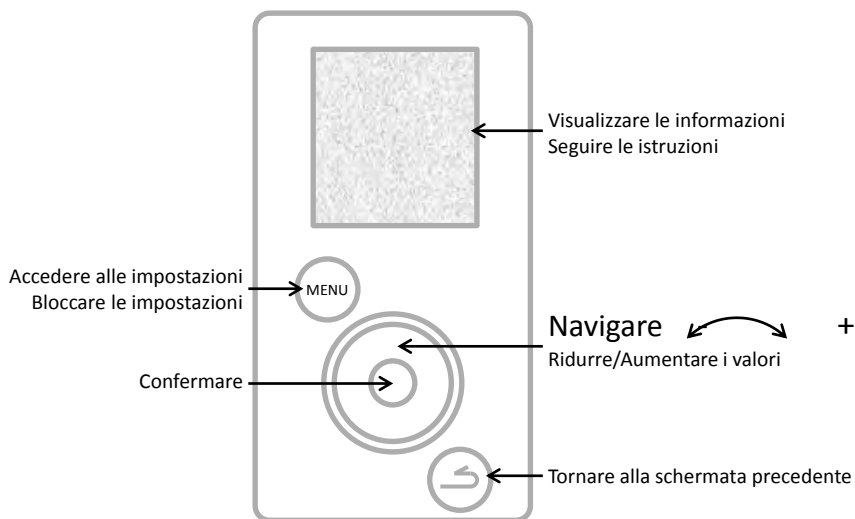 Visualizzare le informazioni
Seguire le istruzioni
Accedere alle impostazioni
Bloccare le impostazioni
MENU
Navigare - +
Ridurre/Aumentare i valori
Confermare
Tornare alla schermata precedente